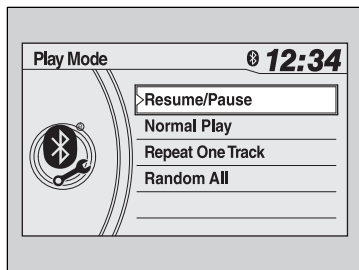 Play Mode 12:34
Resume/Pause
Normal Play
Repeat One Track
Random All